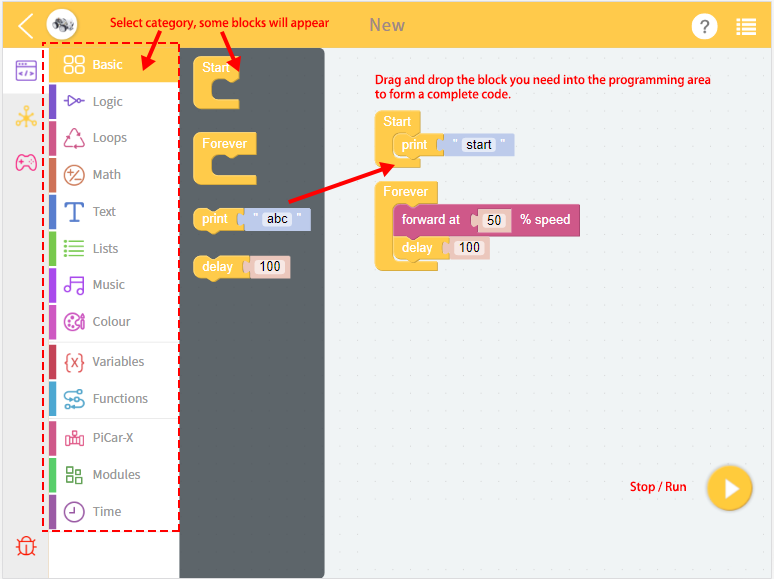 Select category, some blocks will appear
New
?
Basic
Logic
Loops
Math
Text
Lists
Music
Colour
Variables
Functions
PiCar-X
Modules
Time
Start
Forever
print " abc "
delay 100
Drag and drop the block you need into the programming area
to form a complete code.
Start
print " start "
Forever
forward at 50 % speed
delay 100
Stop / Run